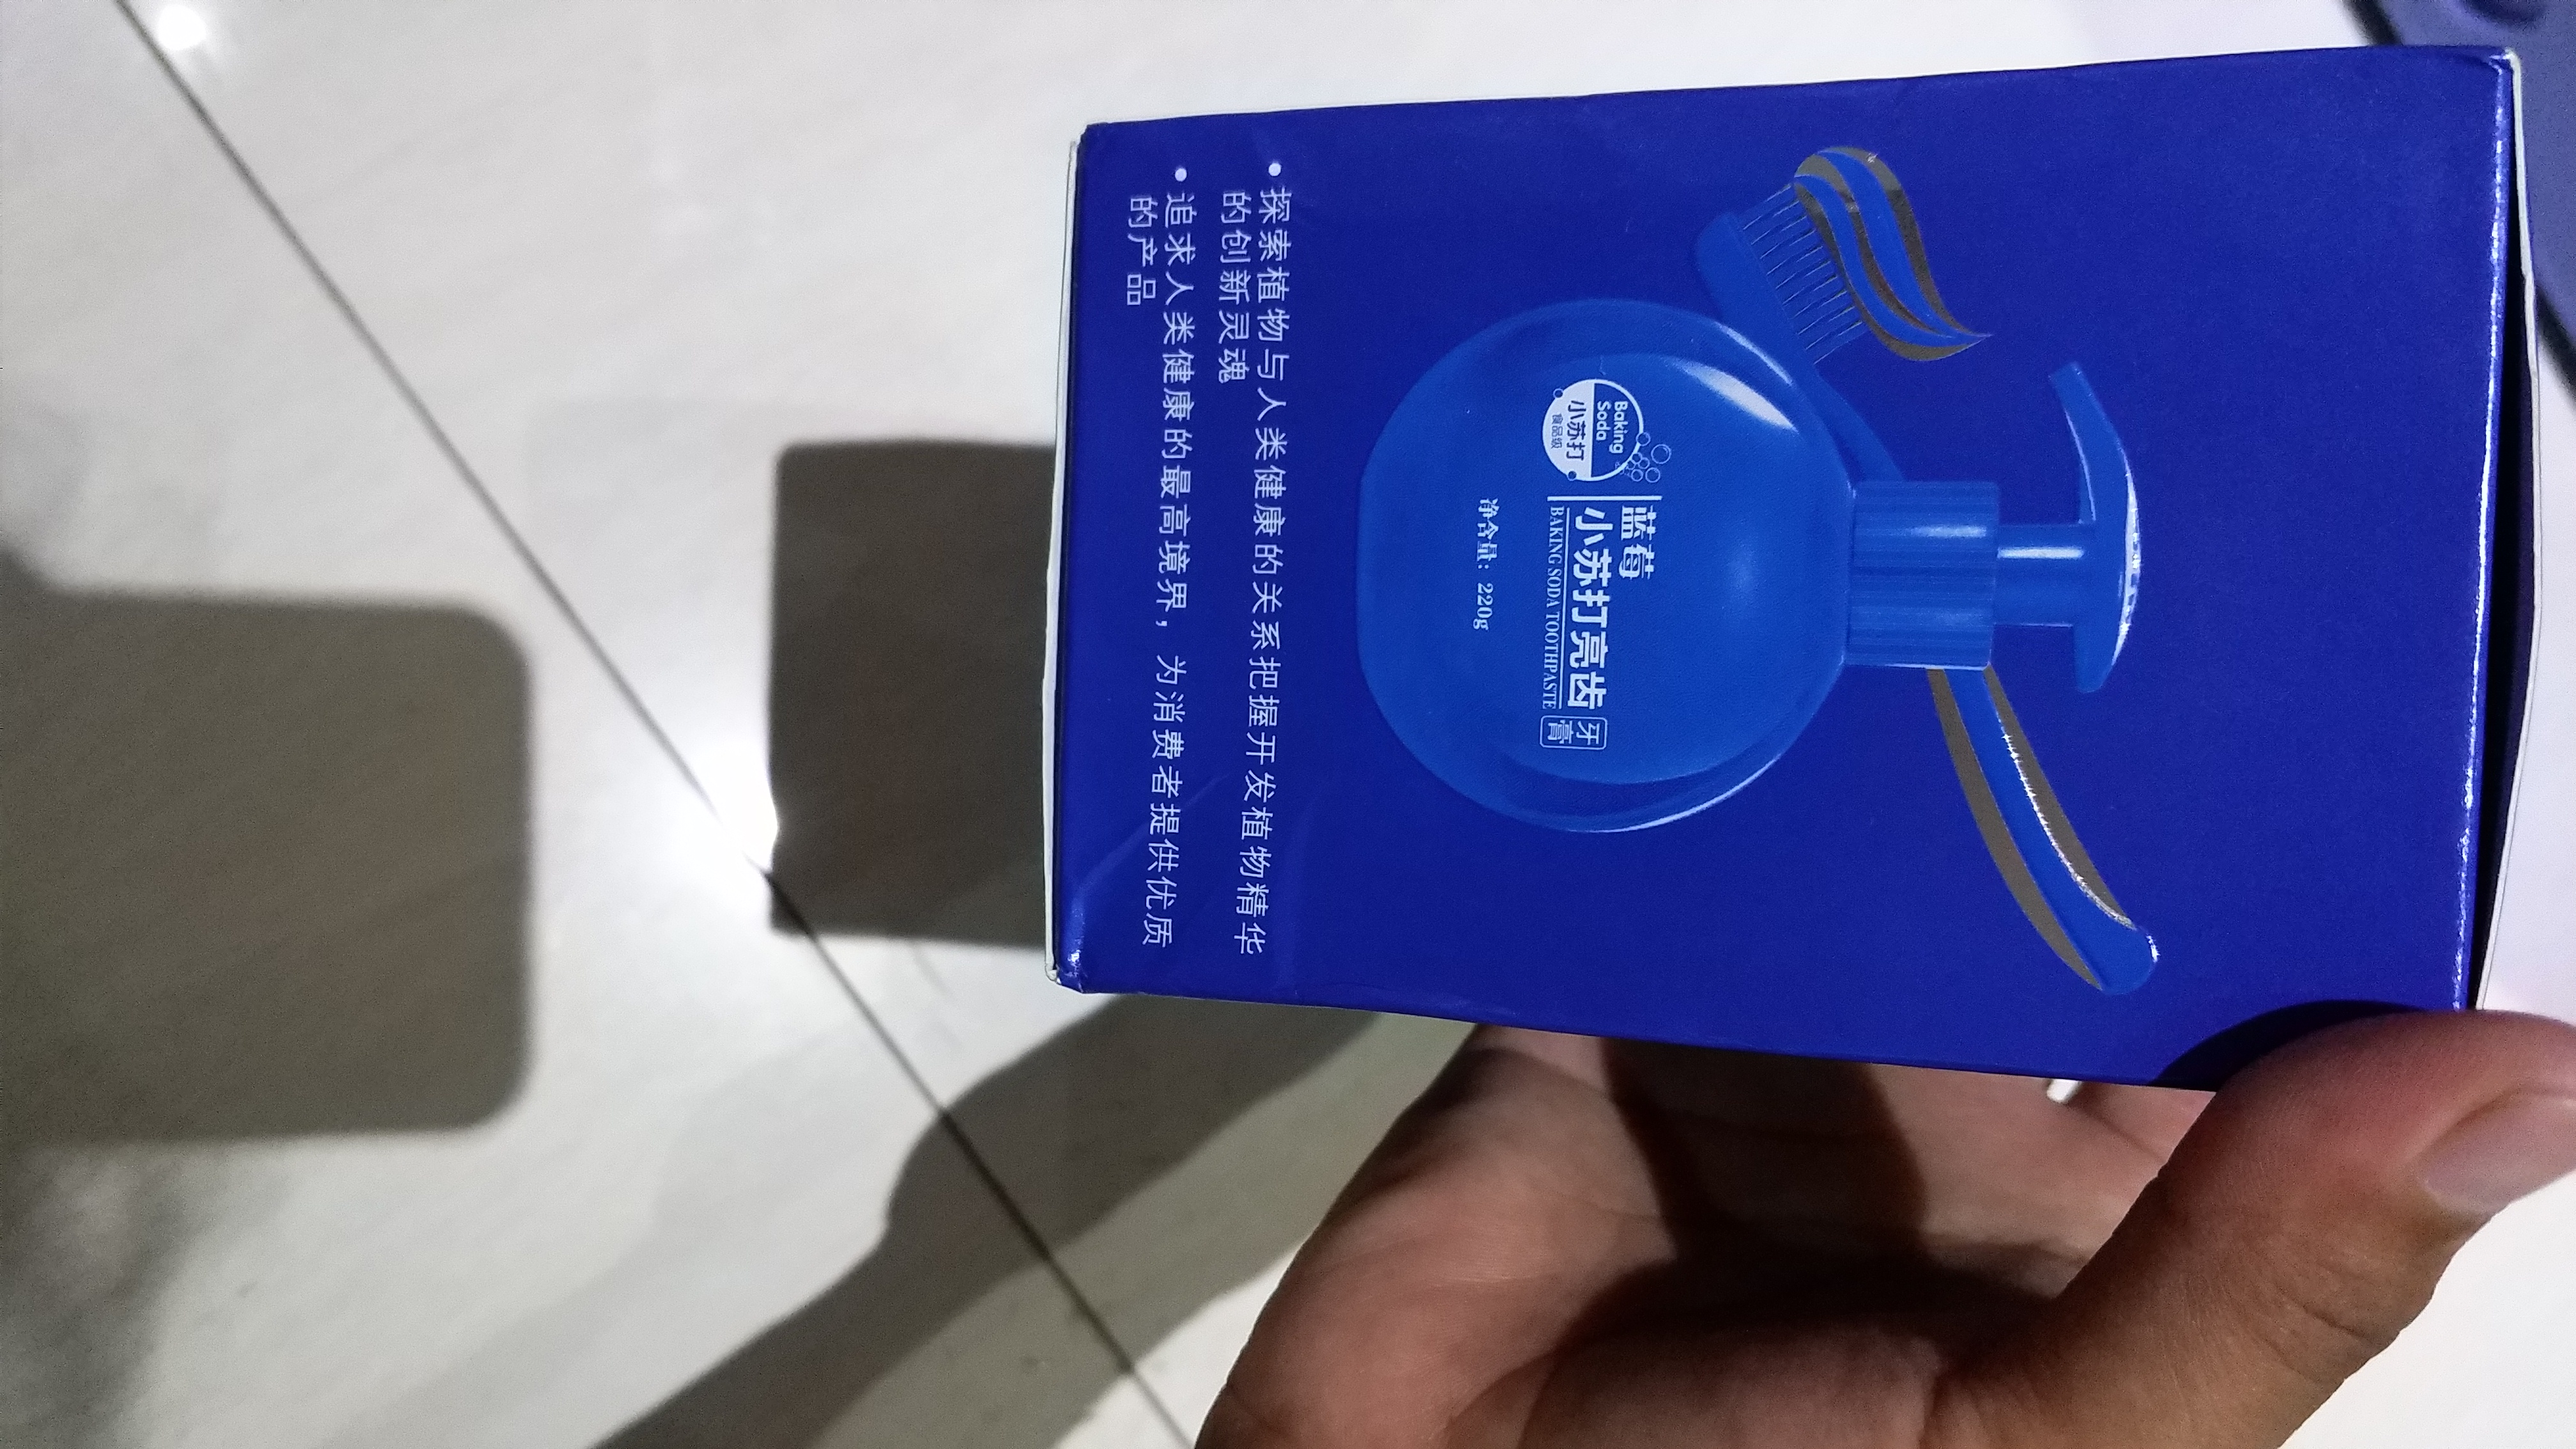 Baking
Soda
小苏打
食品级
蓝莓
小苏打亮齿
牙膏
BAKING SODA TOOTHPASTE
净含量：220g
•探索植物与人类健康的关系把握开发植物精华
的创新灵魂
•追求人类健康的最高境界，为消费者提供优质
的产品